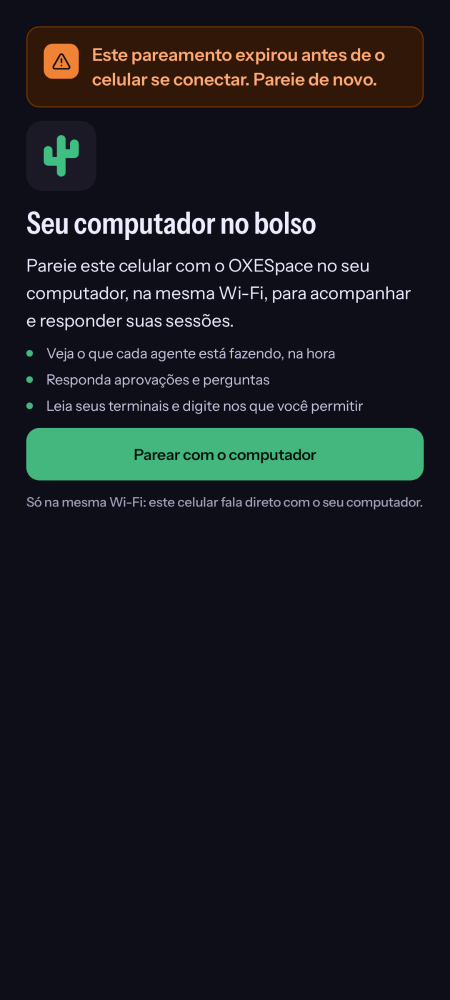 Este pareamento expirou antes de o
celular se conectar. Pareie de novo.
Seu computador no bolso
Pareie este celular com o OXESpace no seu
computador, na mesma Wi-Fi, para acompanhar
e responder suas sessões.
Veja o que cada agente está fazendo, na hora
Responda aprovações e perguntas
Leia seus terminais e digite nos que você permitir
Parear com o computador
Só na mesma Wi-Fi: este celular fala direto com o seu computador.